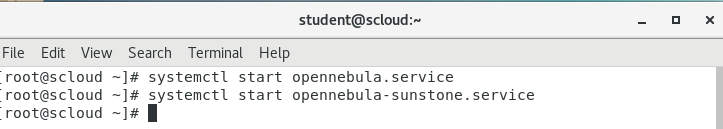 student@scloud:~
File Edit View Search Terminal Help
[root@scloud ~]# systemctl start opennebula.service
[root@scloud ~]# systemctl start opennebula-sunstone.service
[root@scloud ~]#